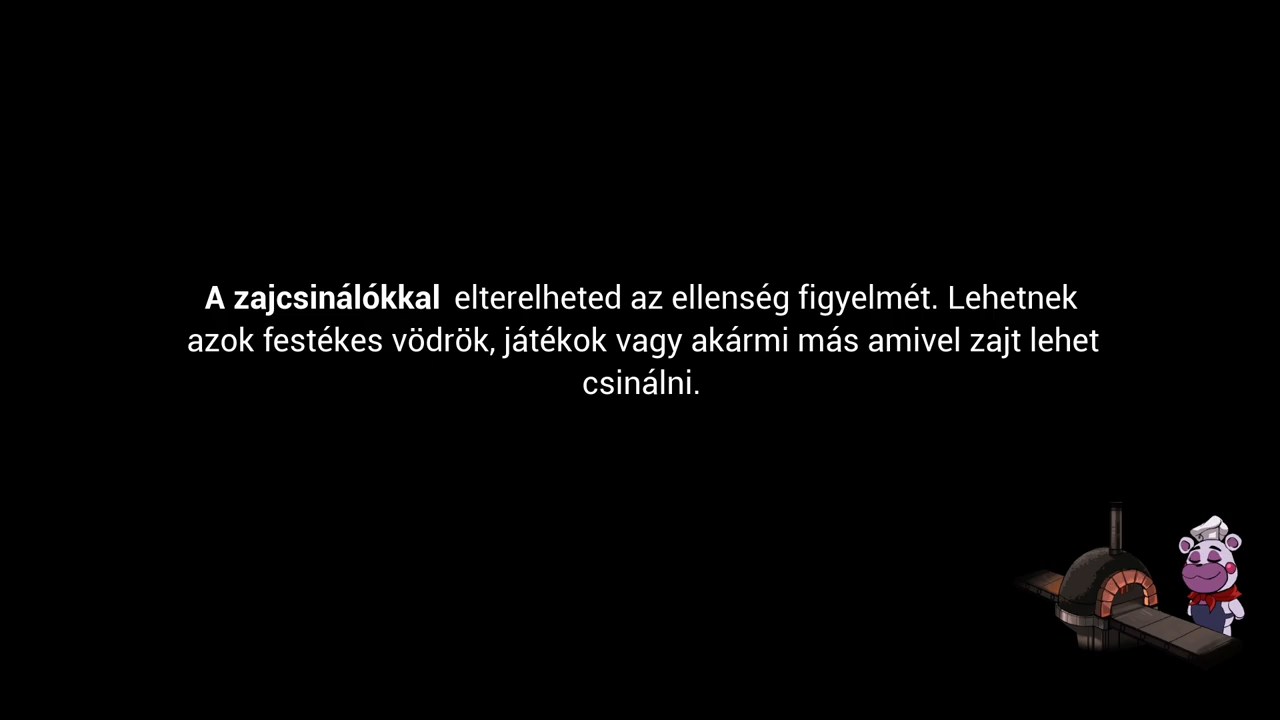 A zajcsinálókkal elterelheted az ellenség figyelmét. Lehetnek
azok festékes vödrök, játékok vagy akármi más amivel zajt lehet
csinálni.